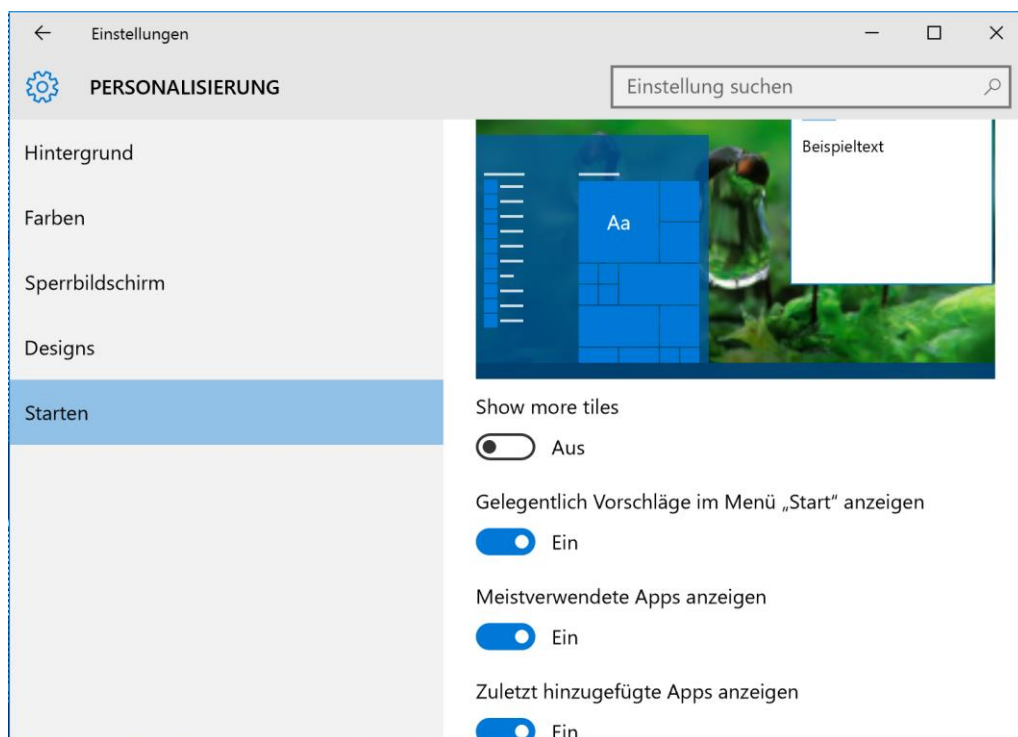 Einstellungen
PERSONALISIERUNG
Einstellung suchen
Hintergrund
Farben
Sperrbildschirm
Designs
Starten
Beispieltext
Aa
Show more tiles
Aus
Gelegentlich Vorschläge im Menü „Start“ anzeigen
Ein
Meistverwendete Apps anzeigen
Ein
Zuletzt hinzugefügte Apps anzeigen
Ein